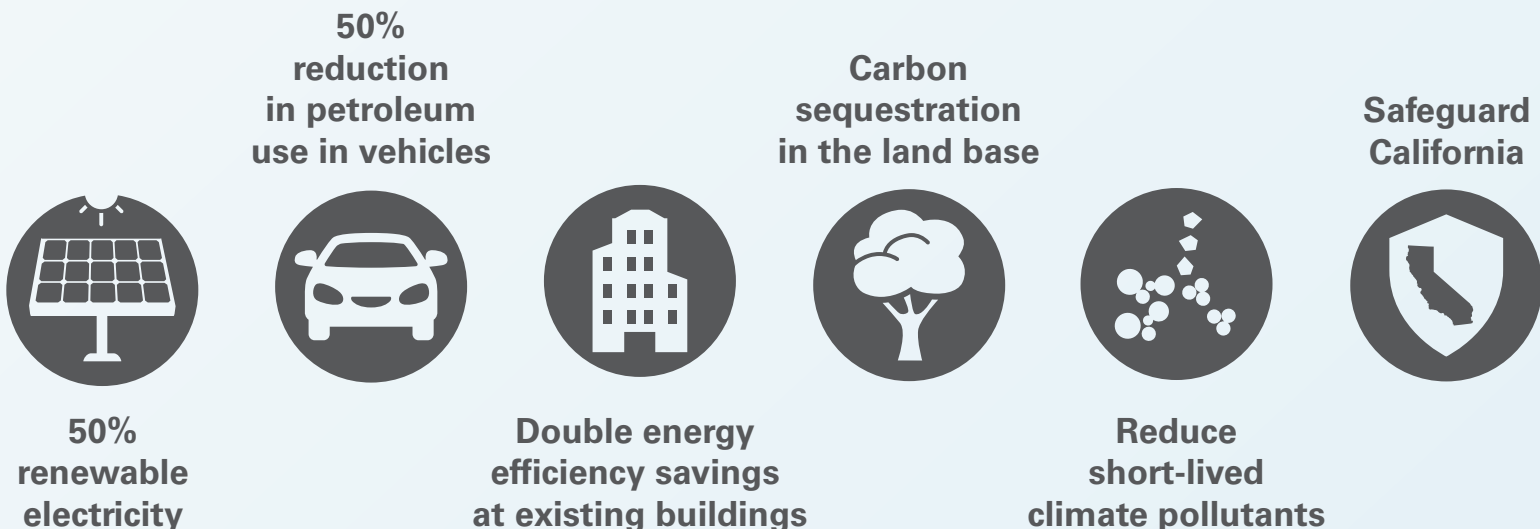 50%
renewable
electricity
50%
reduction
in petroleum
use in vehicles
Double energy
efficiency savings
at existing buildings
Carbon
sequestration
in the land base
Reduce
short-lived
climate pollutants
Safeguard
California